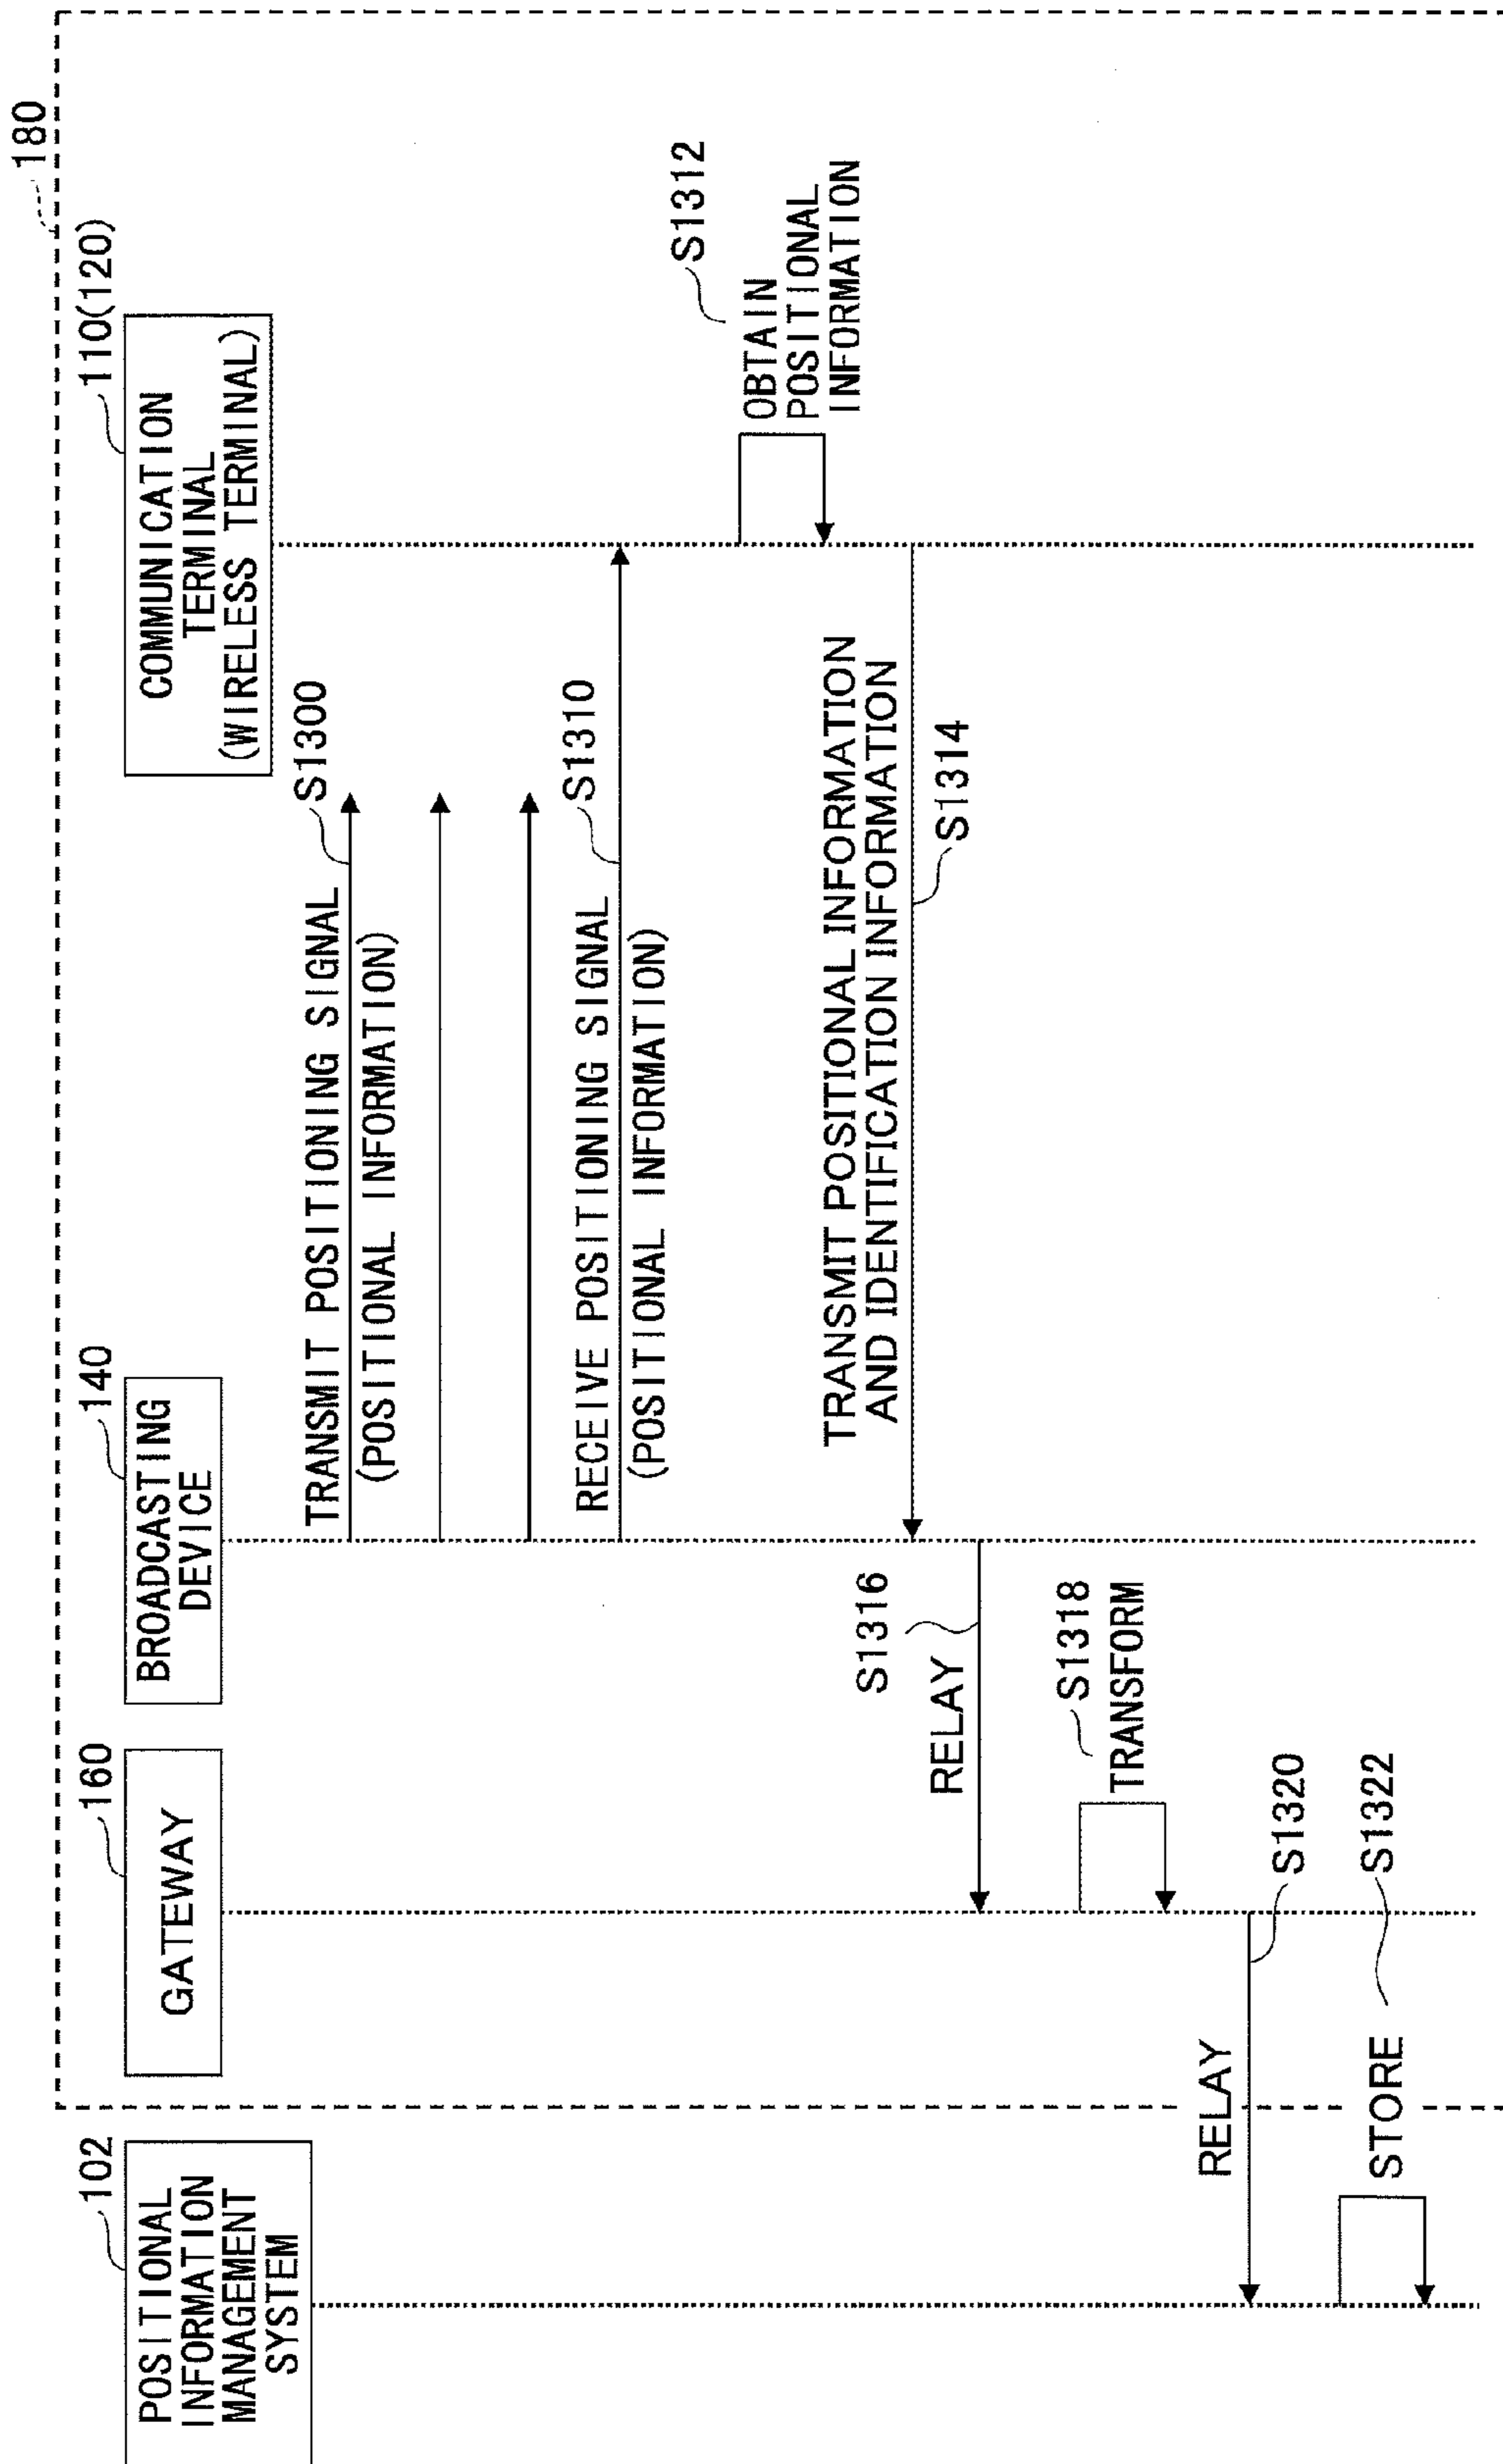 102
POSITIONAL
INFORMATION
MANAGEMENT
SYSTEM
160
GATEWAY
140
BROADCASTING
DEVICE
110(120)
COMMUNICATION
TERMINAL
(WIRELESS TERMINAL)
180
TRANSMIT POSITIONING SIGNAL
(POSITIONAL INFORMATION)
S1300
RECEIVE POSITIONING SIGNAL
(POSITIONAL INFORMATION)
S1310
S1312
OBTAIN
POSITIONAL
INFORMATION
TRANSMIT POSITIONAL INFORMATION
AND IDENTIFICATION INFORMATION
S1314
S1316
RELAY
S1318
TRANSFORM
RELAY
S1320
STORE
S1322